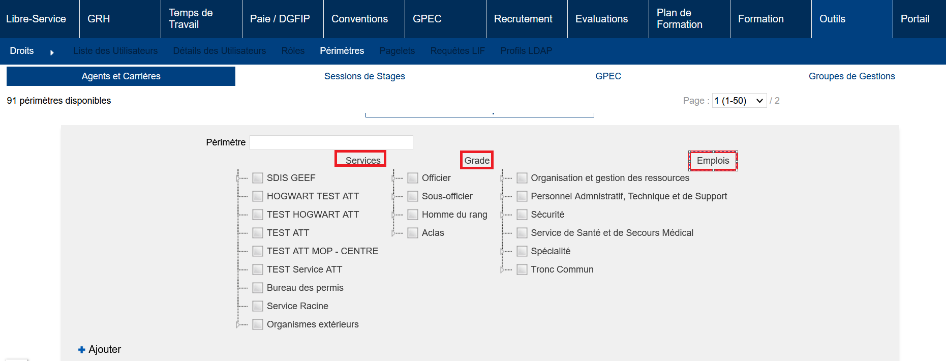 Libre-Service GRH Temps de Travail Paie / DGFIP Conventions GPEC Recrutement Evaluations Plan de Formation Formation Outils Portail
Droits Liste des Utilisateurs Détails des Utilisateurs Rôles Périmètres Pagelets Requêtes LIF Profils LDAP
Agents et Carrières Sessions de Stages GPEC Groupes de Gestions
91 périmètres disponibles Page : 1 (1-50) / 2
Périmètre
Services Grade Emplois
SDIS GEEF Officier Organisation et gestion des ressources
HOGWART TEST ATT Sous-officier Personnel Admnistratif, Technique et de Support
TEST HOGWART ATT Homme du rang Sécurité
TEST ATT Aclas Service de Santé et de Secours Médical
TEST ATT MOP - CENTRE Spécialité
TEST Service ATT Tronc Commun
Bureau des permis
Service Racine
Organismes extérieurs
Ajouter